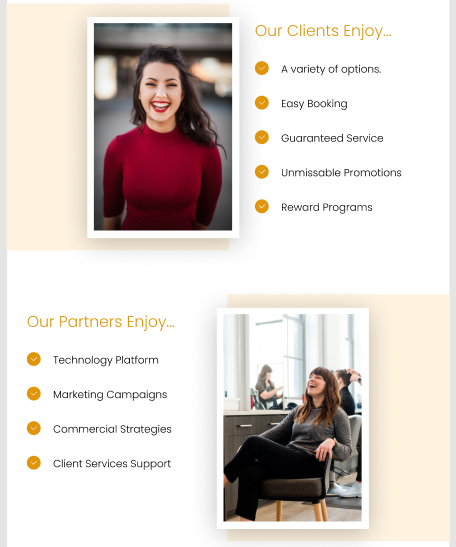 Our Clients Enjoy...
A variety of options.
Easy Booking
Guaranteed Service
Unmissable Promotions
Reward Programs
Our Partners Enjoy...
Technology Platform
Marketing Campaigns
Commercial Strategies
Client Services Support